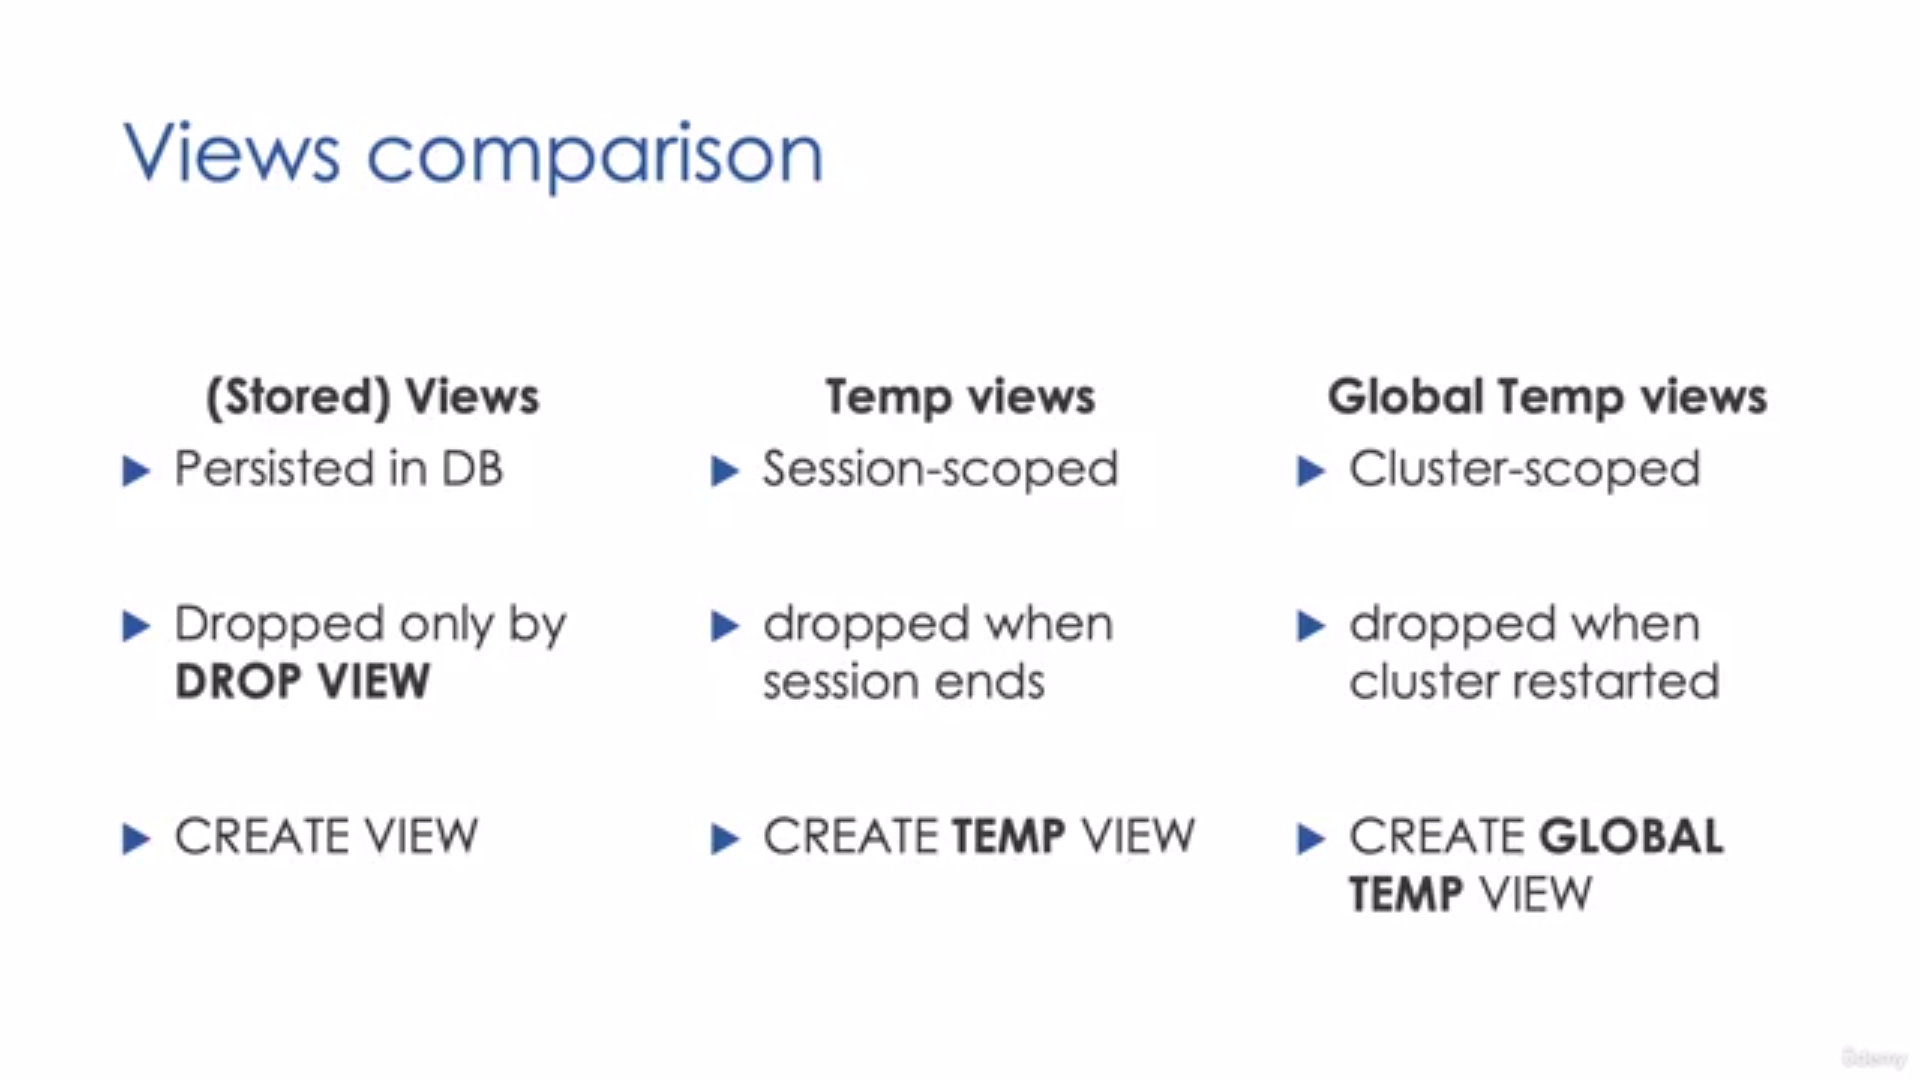 Views comparison
(Stored) Views
Persisted in DB
Dropped only by
DROP VIEW
CREATE VIEW
Temp views
Session-scoped
dropped when
session ends
CREATE TEMP VIEW
Global Temp views
Cluster-scoped
dropped when
cluster restarted
CREATE GLOBAL
TEMP VIEW
Udemy